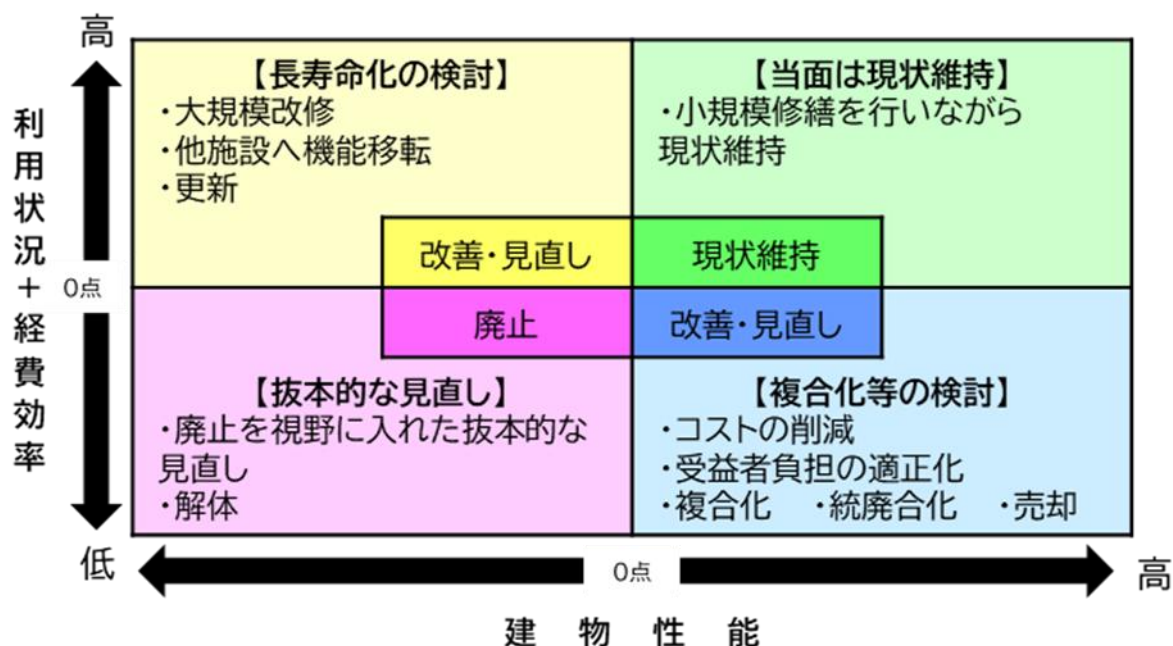 高
利用状況+経費効率
0点
低
【長寿命化の検討】
・大規模改修
・他施設へ機能移転
・更新
改善・見直し
【当面は現状維持】
・小規模修繕を行いながら
現状維持
現状維持
廃止
【抜本的な見直し】
・廃止を視野に入れた抜本的な
見直し
・解体
改善・見直し
【複合化等の検討】
・コストの削減
・受益者負担の適正化
・複合化 ・統廃合化 ・売却
0点
高
建物性能